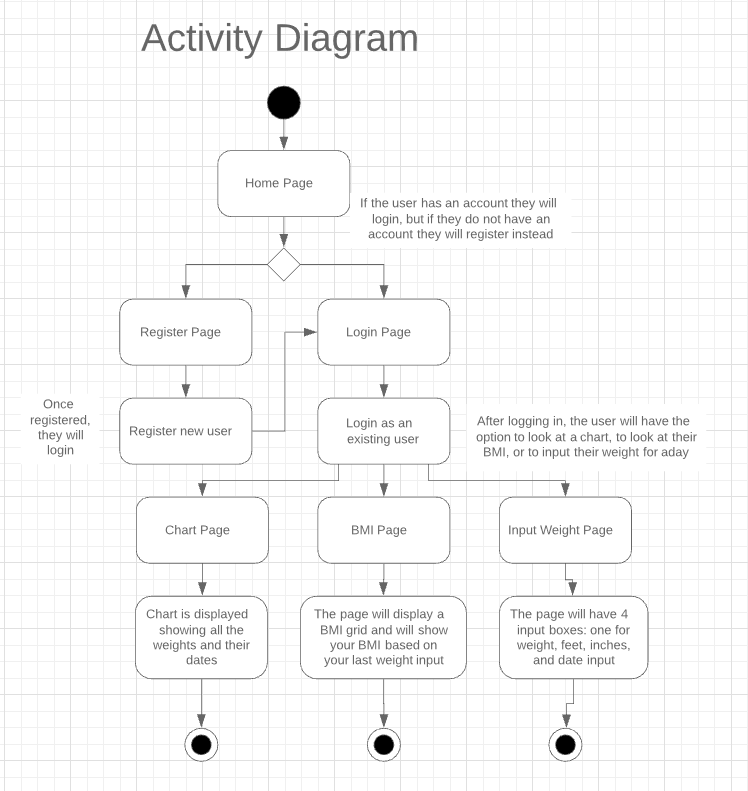 Activity Diagram
Home Page
If the user has an account they will
login, but if they do not have an
account they will register instead
Register Page
Login Page
Once
registered,
they will
login
Register new user
Login as an
existing user
After logging in, the user will have the
option to look at a chart, to look at their
BMI, or to input their weight for aday
Chart Page
BMI Page
Input Weight Page
Chart is displayed
showing all the
weights and their
dates
The page will display a
BMI grid and will show
your BMI based on
your last weight input
The page will have 4
input boxes: one for
weight, feet, inches,
and date input